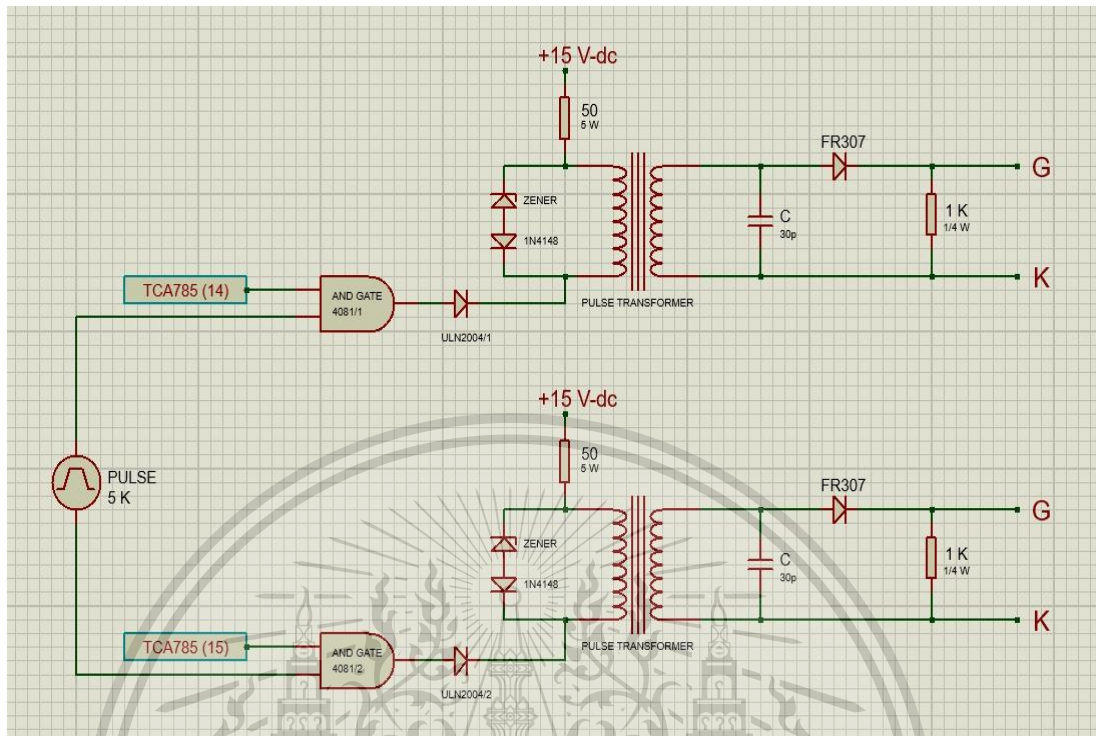 +15 V-dc
50
5 W
FR307
G
ZENER
C
30p
1 K
1/4 W
1N4148
K
TCA785 (14)
AND GATE
4081/1
PULSE TRANSFORMER
ULN2004/1
+15 V-dc
50
5 W
PULSE
5 K
FR307
G
ZENER
C
30p
1 K
1/4 W
1N4148
K
TCA785 (15)
AND GATE
4081/2
PULSE TRANSFORMER
ULN2004/2